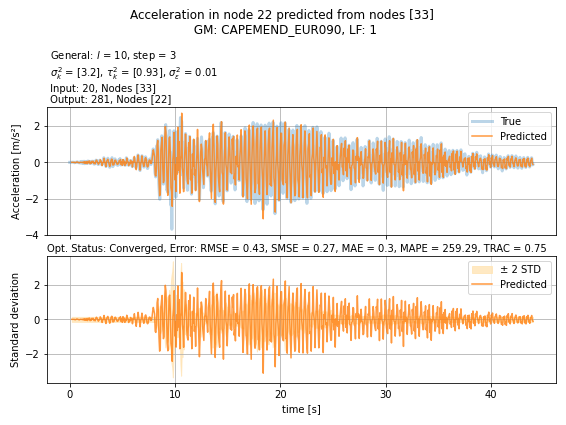 Acceleration in node 22 predicted from nodes [33]
GM: CAPEMEND_EUR090, LF: 1
General: l = 10, step = 3
σ²ₖ = [3.2], τ²ₖ = [0.93], σ²ε = 0.01
Input: 20, Nodes [33]
Output: 281, Nodes [22]
Acceleration [m/s²]
2
0
−2
−4
True
Predicted
Opt. Status: Converged, Error: RMSE = 0.43, SMSE = 0.27, MAE = 0.3, MAPE = 259.29, TRAC = 0.75
Standard deviation
2
0
−2
± 2 STD
Predicted
0
10
20
30
40
time [s]